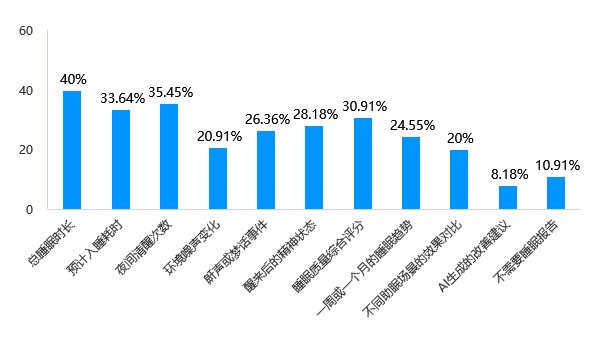 60
40
20
0
40%
33.64%
35.45%
20.91%
26.36%
28.18%
30.91%
24.55%
20%
8.18%
10.91%
总睡眠时长
预计入睡耗时
夜间清醒次数
环境噪声变化
鼾声或梦话事件
醒来后的精神状态
睡眠质量综合评分
一周或一个月的睡眠趋势
不同助眠场景的效果对比
AI生成的改善建议
不需要睡眠报告